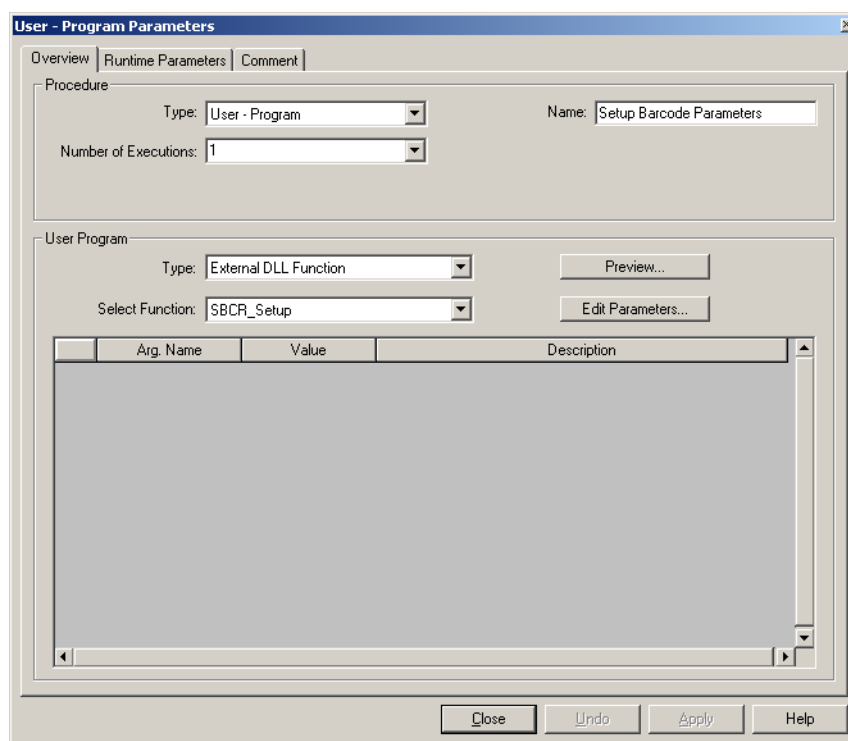 User - Program Parameters
Overview Runtime Parameters Comment
Procedure
Type: User - Program Name: Setup Barcode Parameters
Number of Executions: 1
User Program
Type: External DLL Function Preview...
Select Function: SBCR_Setup Edit Parameters...
Arg. Name Value Description
Close Undo Apply Help